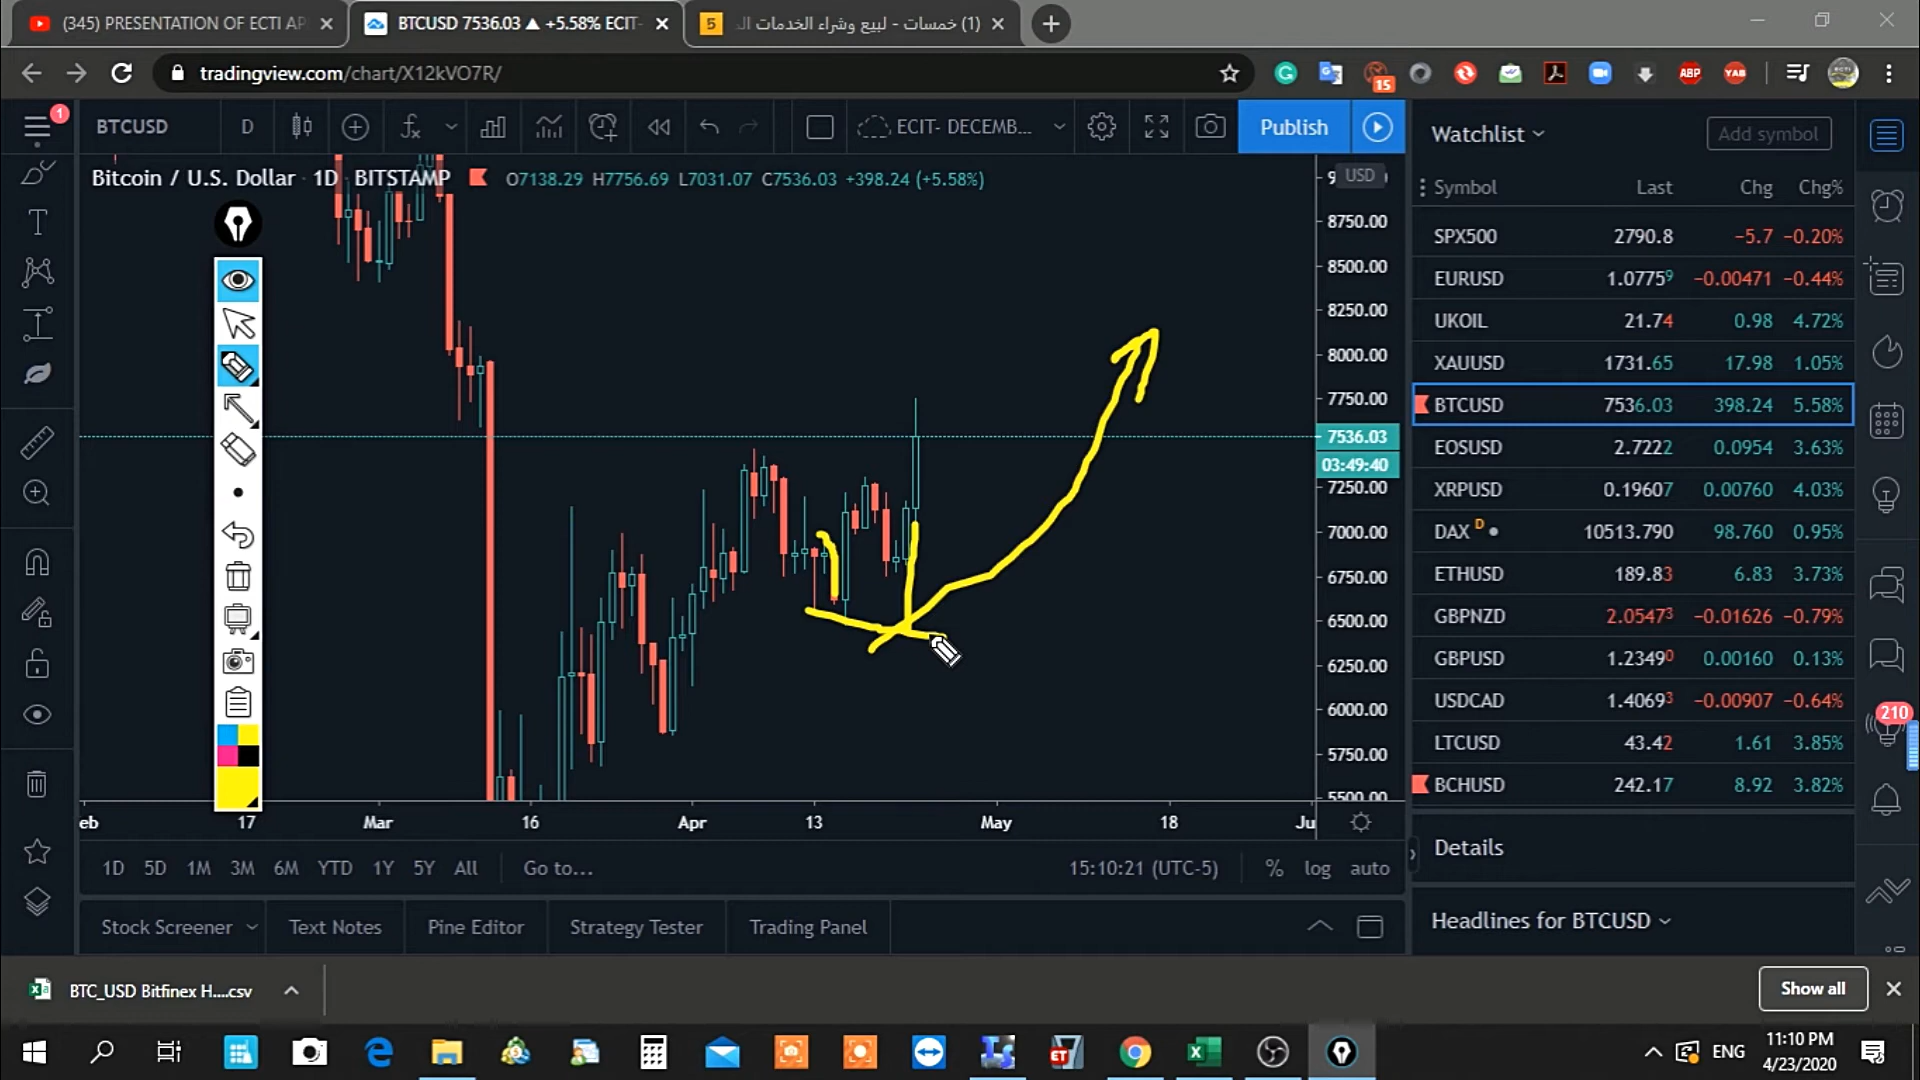 (345) PRESENTATION OF ECTI AP
BTCUSD 7536.03 ▲ +5.58% ECIT-
5
(1) خمسات - لبيع وشراء الخدمات
tradingview.com/chart/X12kVO7R/
15
ABP
YAB
1
BTCUSD
D
ECIT- DECEMB...
Publish
Watchlist
Add symbol
Bitcoin / U.S. Dollar 1D BITSTAMP
O7138.29 H7756.69 L7031.07 C7536.03 +398.24 (+5.58%)
USD
8750.00
8500.00
8250.00
8000.00
7750.00
7536.03
03:49:40
7250.00
7000.00
6750.00
6500.00
6250.00
6000.00
5750.00
5500.00
Symbol Last Chg Chg%
SPX500 2790.8 −5.7 −0.20%
EURUSD 1.07759 −0.00471 −0.44%
UKOIL 21.74 0.98 4.72%
XAUUSD 1731.65 17.98 1.05%
BTCUSD 7536.03 398.24 5.58%
EOSUSD 2.7222 0.0954 3.63%
XRPUSD 0.19607 0.00760 4.03%
DAX D 10513.790 98.760 0.95%
ETHUSD 189.83 6.83 3.73%
GBPNZD 2.05473 −0.01626 −0.79%
GBPUSD 1.23490 0.00160 0.13%
USDCAD 1.40693 −0.00907 −0.64%
LTCUSD 43.42 1.61 3.85%
BCHUSD 242.17 8.92 3.82%
210
eb 17 Mar 16 Apr 13 May 18 Ju
1D 5D 1M 3M 6M YTD 1Y 5Y All Go to...
15:10:21 (UTC-5) % log auto
Details
Stock Screener Text Notes Pine Editor Strategy Tester Trading Panel
Headlines for BTCUSD
BTC_USD Bitfinex H....csv
Show all
ET
ENG
11:10 PM
4/23/2020